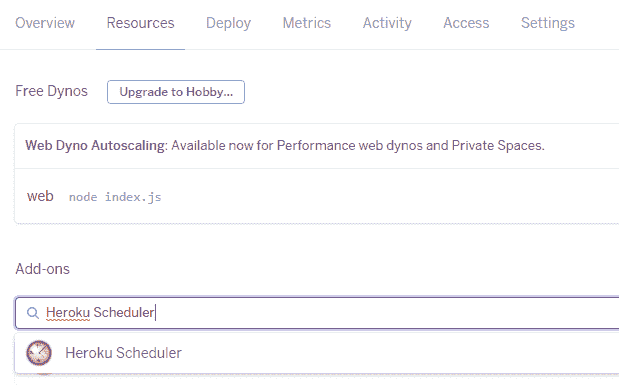 Overview Resources Deploy Metrics Activity Access Settings
Free Dynos Upgrade to Hobby...
Web Dyno Autoscaling: Available now for Performance web dynos and Private Spaces.
web node index.js
Add-ons
Heroku Scheduler
Heroku Scheduler